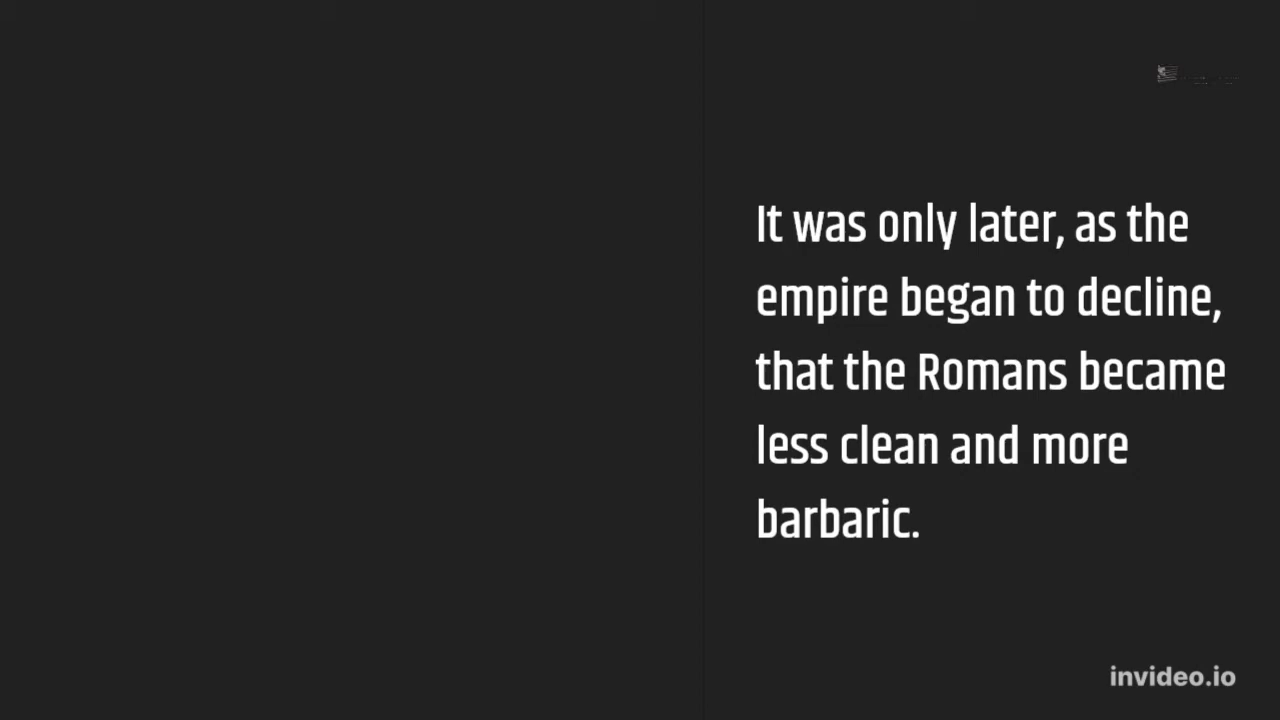 It was only later, as the
empire began to decline,
that the Romans became
less clean and more
barbaric.
invideo.io